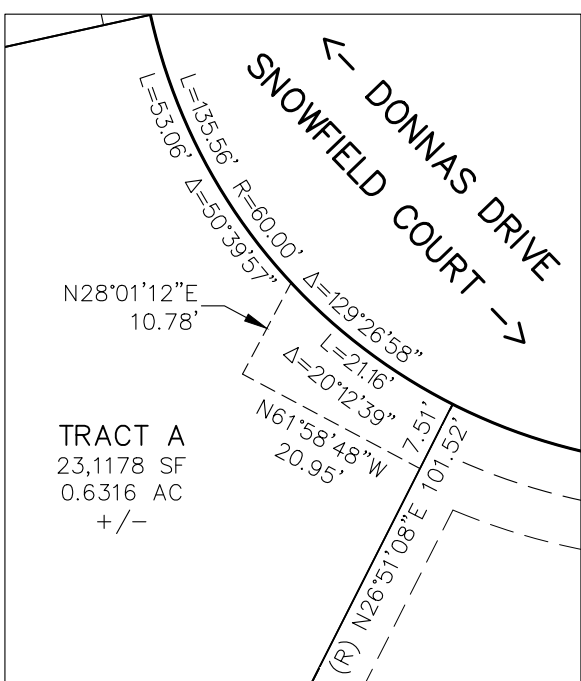 <- DONNAS DRIVE
SNOWFIELD COURT ->
L=135.56' R=60.00' Δ=129°26'58"
L=53.06' Δ=50°39'57"
N28°01'12"E
10.78'
L=21.16'
Δ=20°12'39"
N61°58'48"W
20.95'
7.51'
(R) N26°51'08"E 101.52'
TRACT A
23,1178 SF
0.6316 AC
+/-